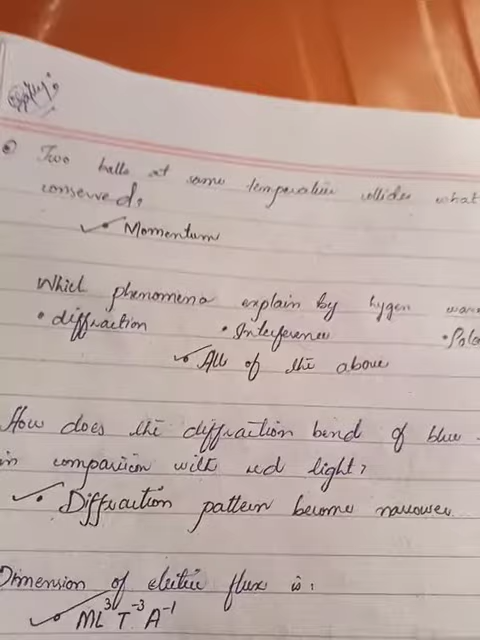 Two balls at same temperature collides what
conserved,
Momentum
Which phenomena explain by hygen
• diffraction • Interference
All of the above
How does the diffraction bend of blue
in comparison with red light?
Diffraction pattern become narrower
Dimension of electric flux is:
ML³T⁻³A⁻¹